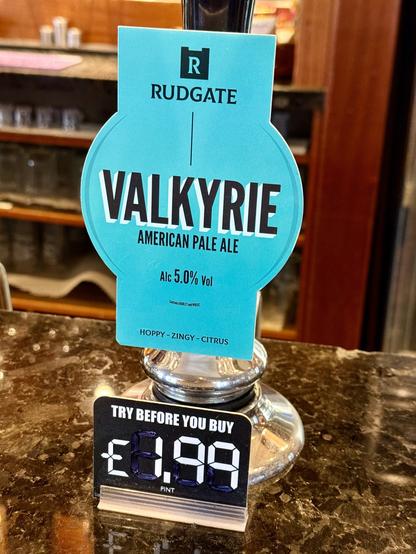 R
RUDGATE
VALKYRIE
AMERICAN PALE ALE
Alc 5.0% Vol
HOPPY - ZINGY - CITRUS
TRY BEFORE YOU BUY
£1.99
PINT